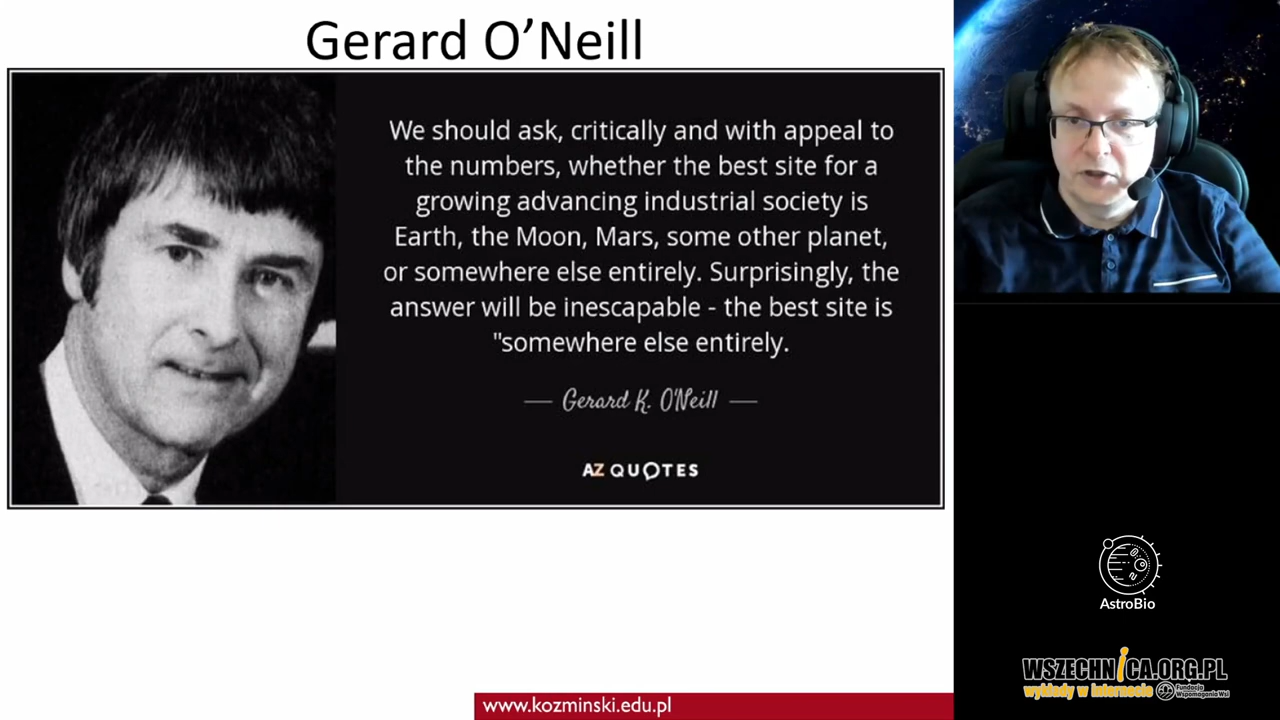 Gerard O’Neill
We should ask, critically and with appeal to
the numbers, whether the best site for a
growing advancing industrial society is
Earth, the Moon, Mars, some other planet,
or somewhere else entirely. Surprisingly, the
answer will be inescapable - the best site is
"somewhere else entirely.
— Gerard K. O'Neill —
AZ QUOTES
AstroBio
WSZECHNiCA.ORG.PL
wykłady w internecie
Fundacja
Wspomagania Wsi
www.kozminski.edu.pl